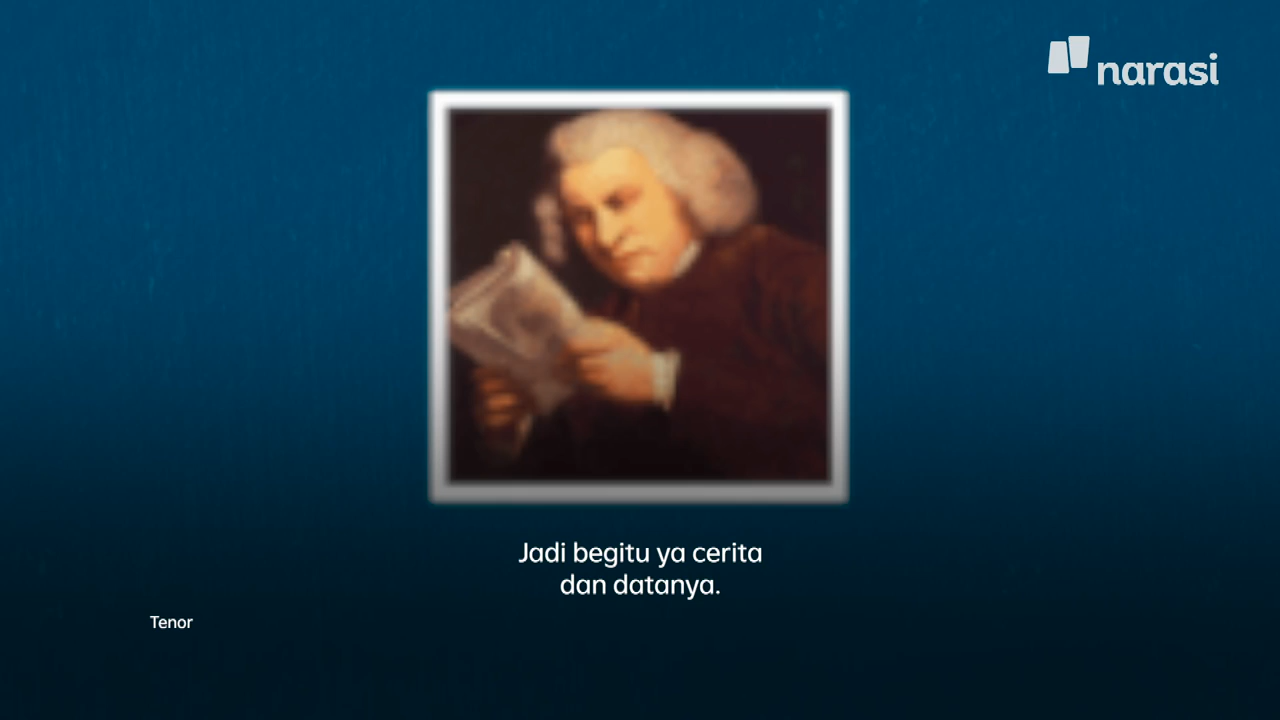 narasi
Jadi begitu ya cerita
dan datanya.
Tenor